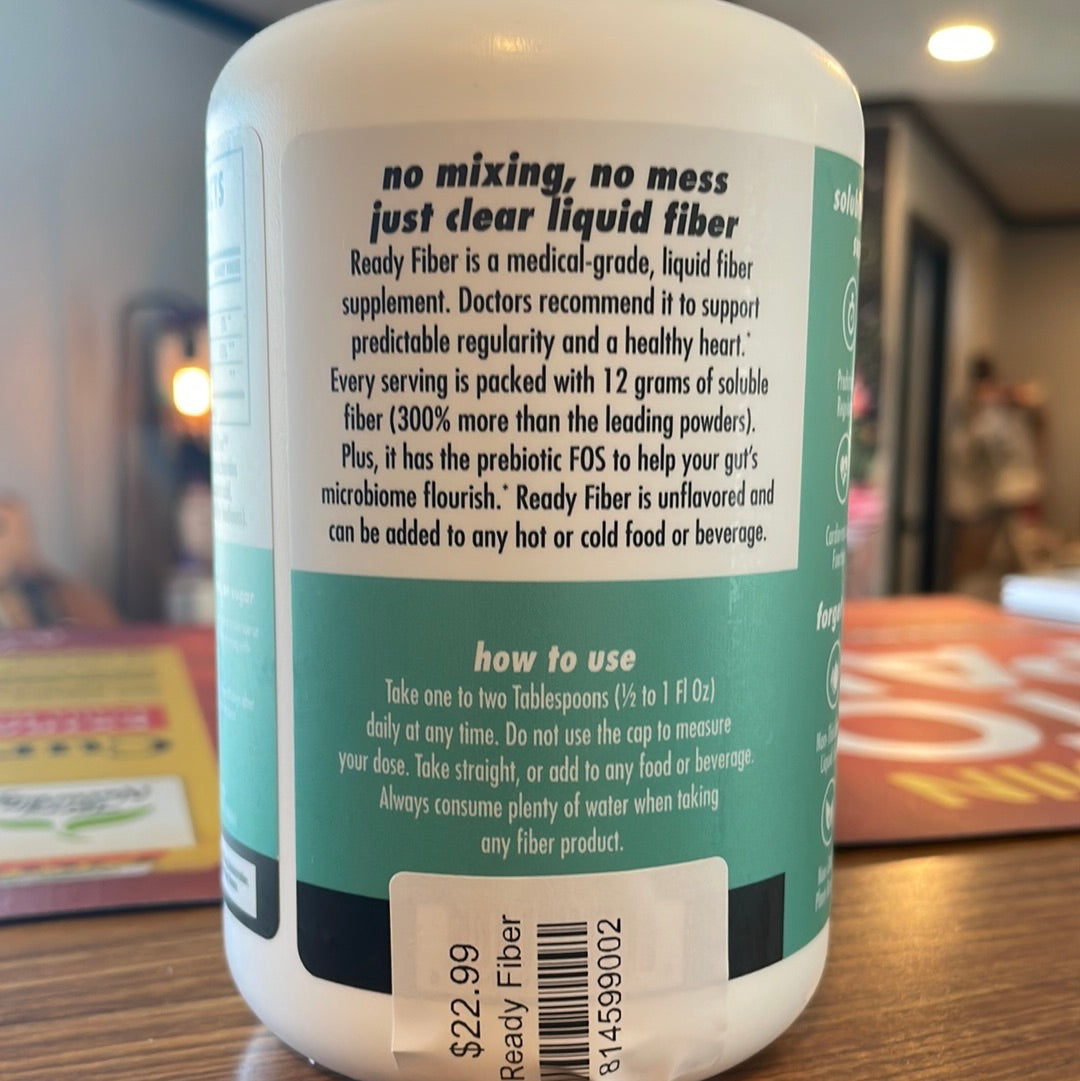 no mixing, no mess
just clear liquid fiber
Ready Fiber is a medical-grade, liquid fiber
supplement. Doctors recommend it to support
predictable regularity and a healthy heart.*
Every serving is packed with 12 grams of soluble
fiber (300% more than the leading powders).
Plus, it has the prebiotic FOS to help your gut's
microbiome flourish.* Ready Fiber is unflavored and
can be added to any hot or cold food or beverage.
how to use
Take one to two Tablespoons (½ to 1 Fl Oz)
daily at any time. Do not use the cap to measure
your dose. Take straight, or add to any food or beverage.
Always consume plenty of water when taking
any fiber product.
$22.99
Ready Fiber
814599002